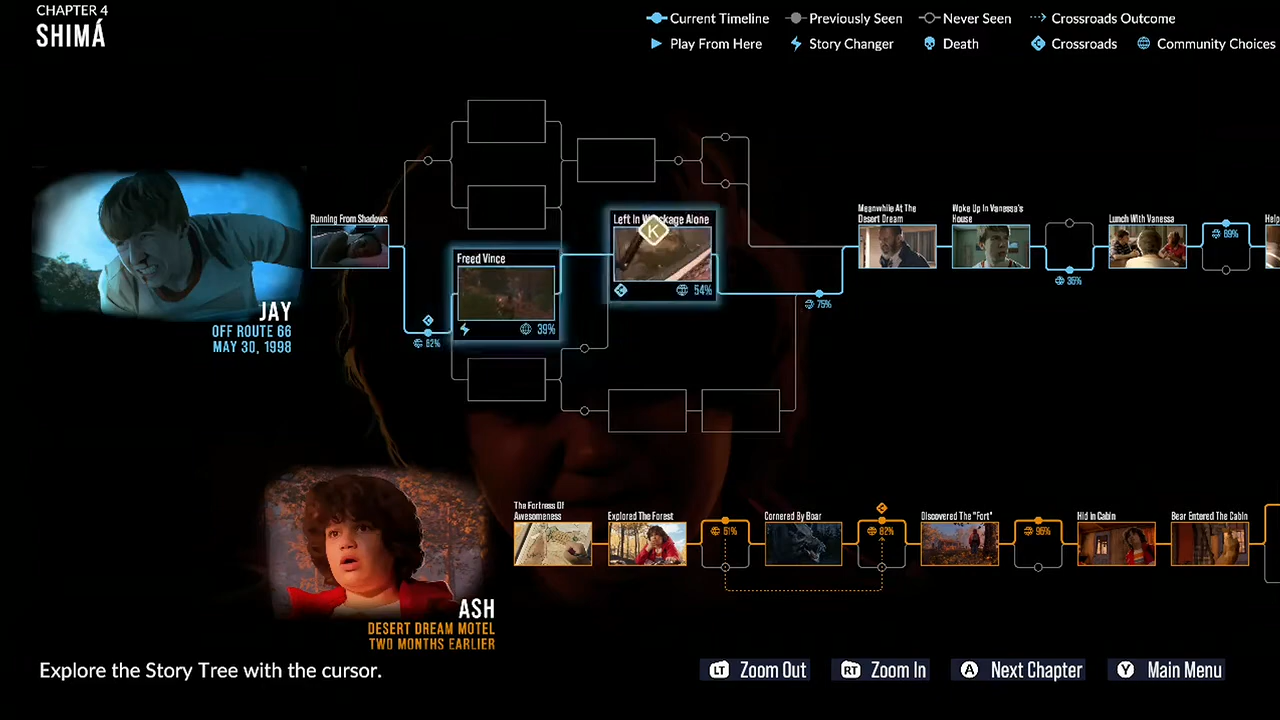 CHAPTER 4
SHIMÁ
Current Timeline
Previously Seen
Never Seen
Crossroads Outcome
Play From Here
Story Changer
Death
Crossroads
Community Choices
Running From Shadows
Freed Vince
39%
62%
Left In Wreckage Alone
K
54%
75%
Meanwhile At The
Desert Dream
Woke Up In Vanessa's
House
36%
Lunch With Vanessa
89%
Help
JAY
OFF ROUTE 66
MAY 30, 1998
The Fortress Of
Awesomeness
Explored The Forest
61%
Cornered By Boar
82%
Discovered The "Fort"
96%
Hid In Cabin
Bear Entered The Cabin
ASH
DESERT DREAM MOTEL
TWO MONTHS EARLIER
Explore the Story Tree with the cursor.
LT Zoom Out
RT Zoom In
A Next Chapter
Y Main Menu